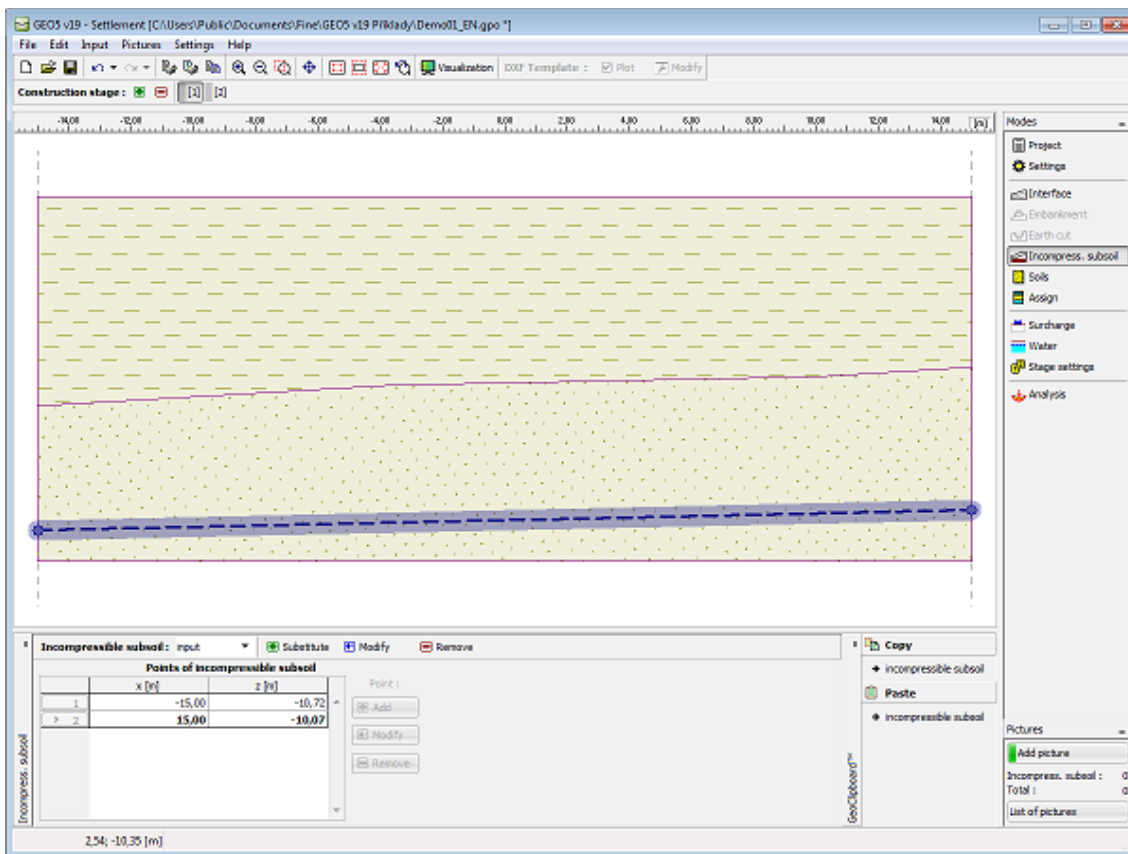 GEO5 v19 - Settlement [C:\Users\Public\Documents\Fine\GEO5 v19 Příklady\Demo01_EN.gpo *]
File Edit Input Pictures Settings Help
Visualization DXF Template : Plot Modify
Construction stage : [1] [2]
-14,00 -12,00 -10,00 -8,00 -6,00 -4,00 -2,00 0,00 2,00 4,00 6,00 8,00 10,00 12,00 14,00 [m]
Modes
Project
Settings
Interface
Embankment
Earth cut
Incompress. subsoil
Soils
Assign
Surcharge
Water
Stage settings
Analysis
Incompressible subsoil : input Substitute Modify Remove
Points of incompressible subsoil
x [m] z [m]
1 -15,00 -10,72
> 2 15,00 -10,07
Point :
Add
Modify
Remove
Incompress. subsoil
Copy
incompressible subsoil
Paste
incompressible subsoil
GeoClipboard™
Pictures
Add picture
Incompress. subsoil : 0
Total : 0
List of pictures
2,54; -10,35 [m]